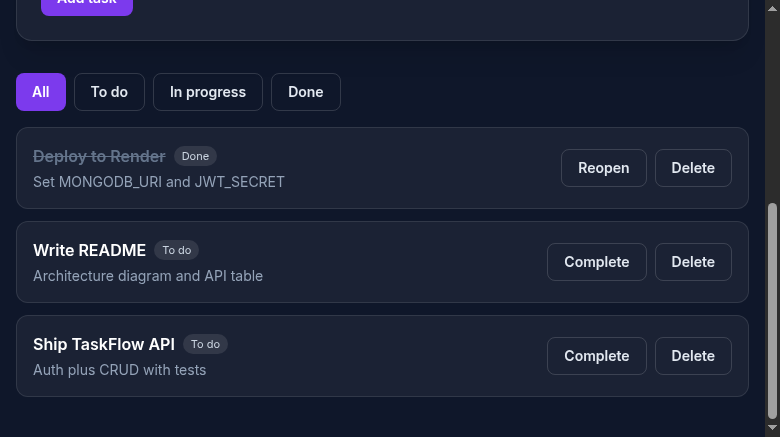 Add task
All To do In progress Done
Deploy to Render Done
Set MONGODB_URI and JWT_SECRET
Reopen Delete
Write README To do
Architecture diagram and API table
Complete Delete
Ship TaskFlow API To do
Auth plus CRUD with tests
Complete Delete